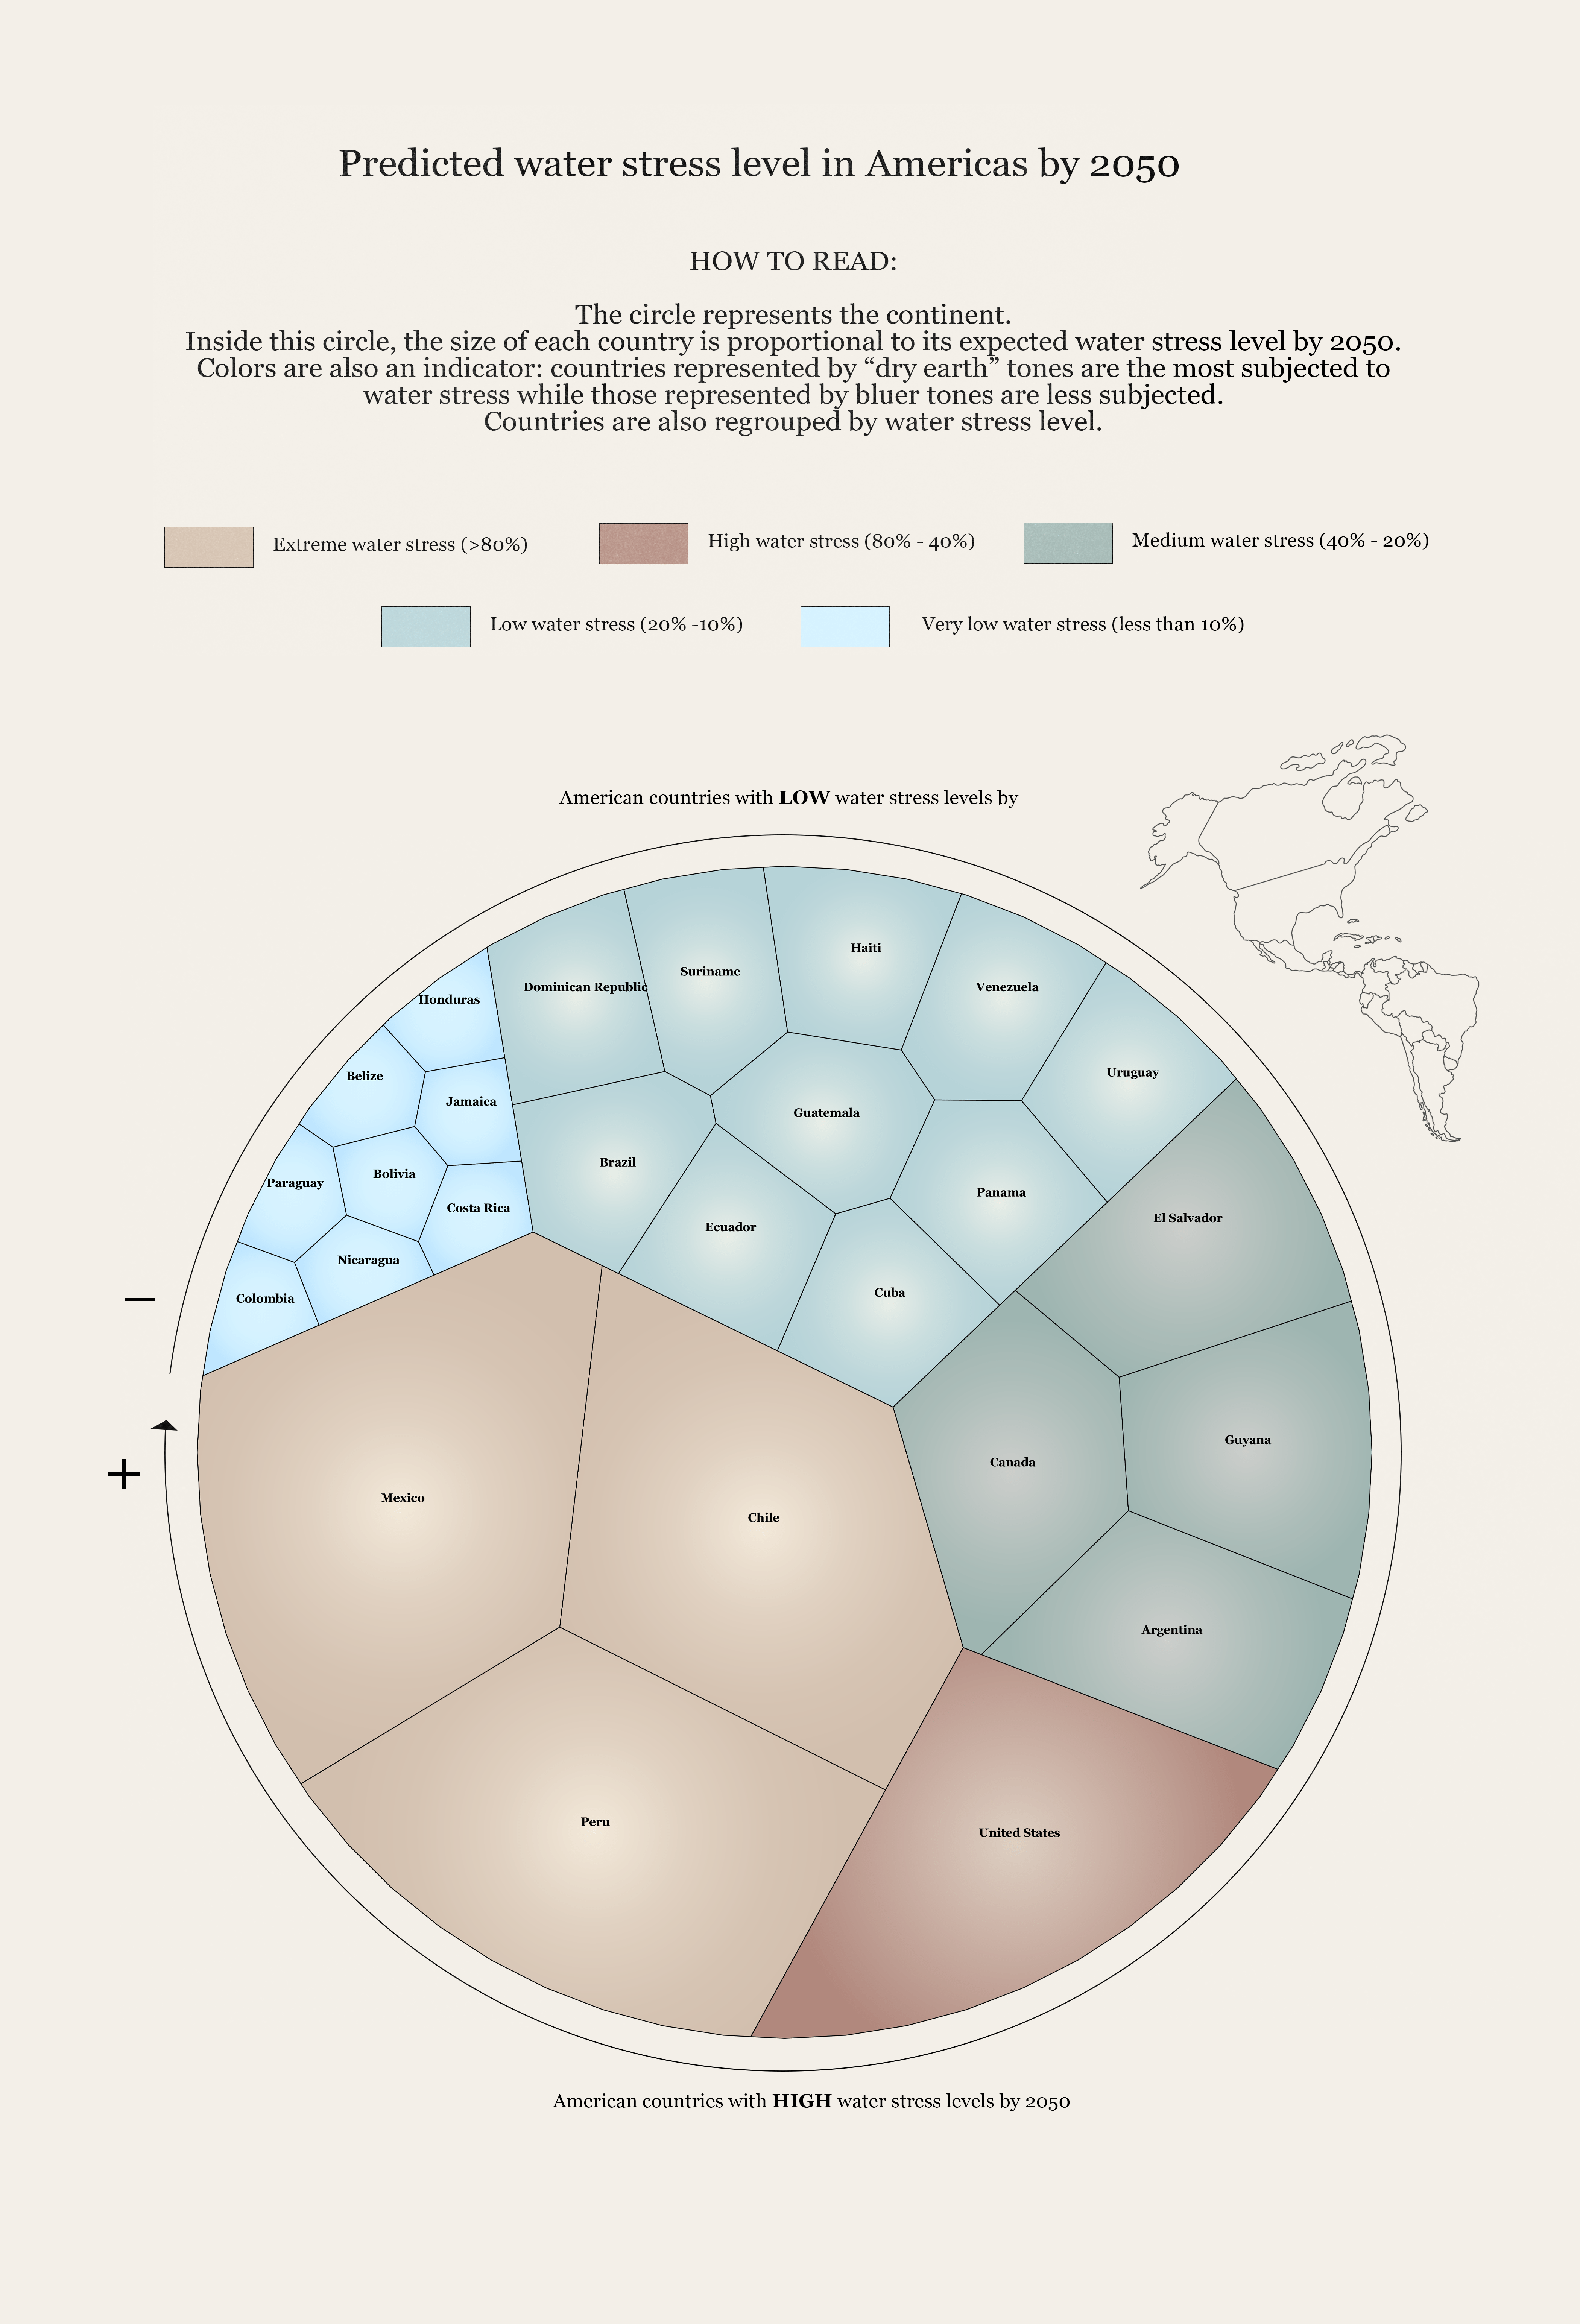 Predicted water stress level in Americas by 2050
HOW TO READ:
The circle represents the continent.
Inside this circle, the size of each country is proportional to its expected water stress level by 2050.
Colors are also an indicator: countries represented by “dry earth” tones are the most subjected to
water stress while those represented by bluer tones are less subjected.
Countries are also regrouped by water stress level.
Extreme water stress (>80%)
High water stress (80% - 40%)
Medium water stress (40% - 20%)
Low water stress (20% -10%)
Very low water stress (less than 10%)
American countries with LOW water stress levels by
Haiti
Suriname
Dominican Republic
Venezuela
Honduras
Uruguay
Belize
Jamaica
Guatemala
Brazil
Bolivia
Paraguay
Panama
Costa Rica
El Salvador
Ecuador
Nicaragua
Cuba
Colombia
−
Guyana
Canada
+
Mexico
Chile
Argentina
Peru
United States
American countries with HIGH water stress levels by 2050